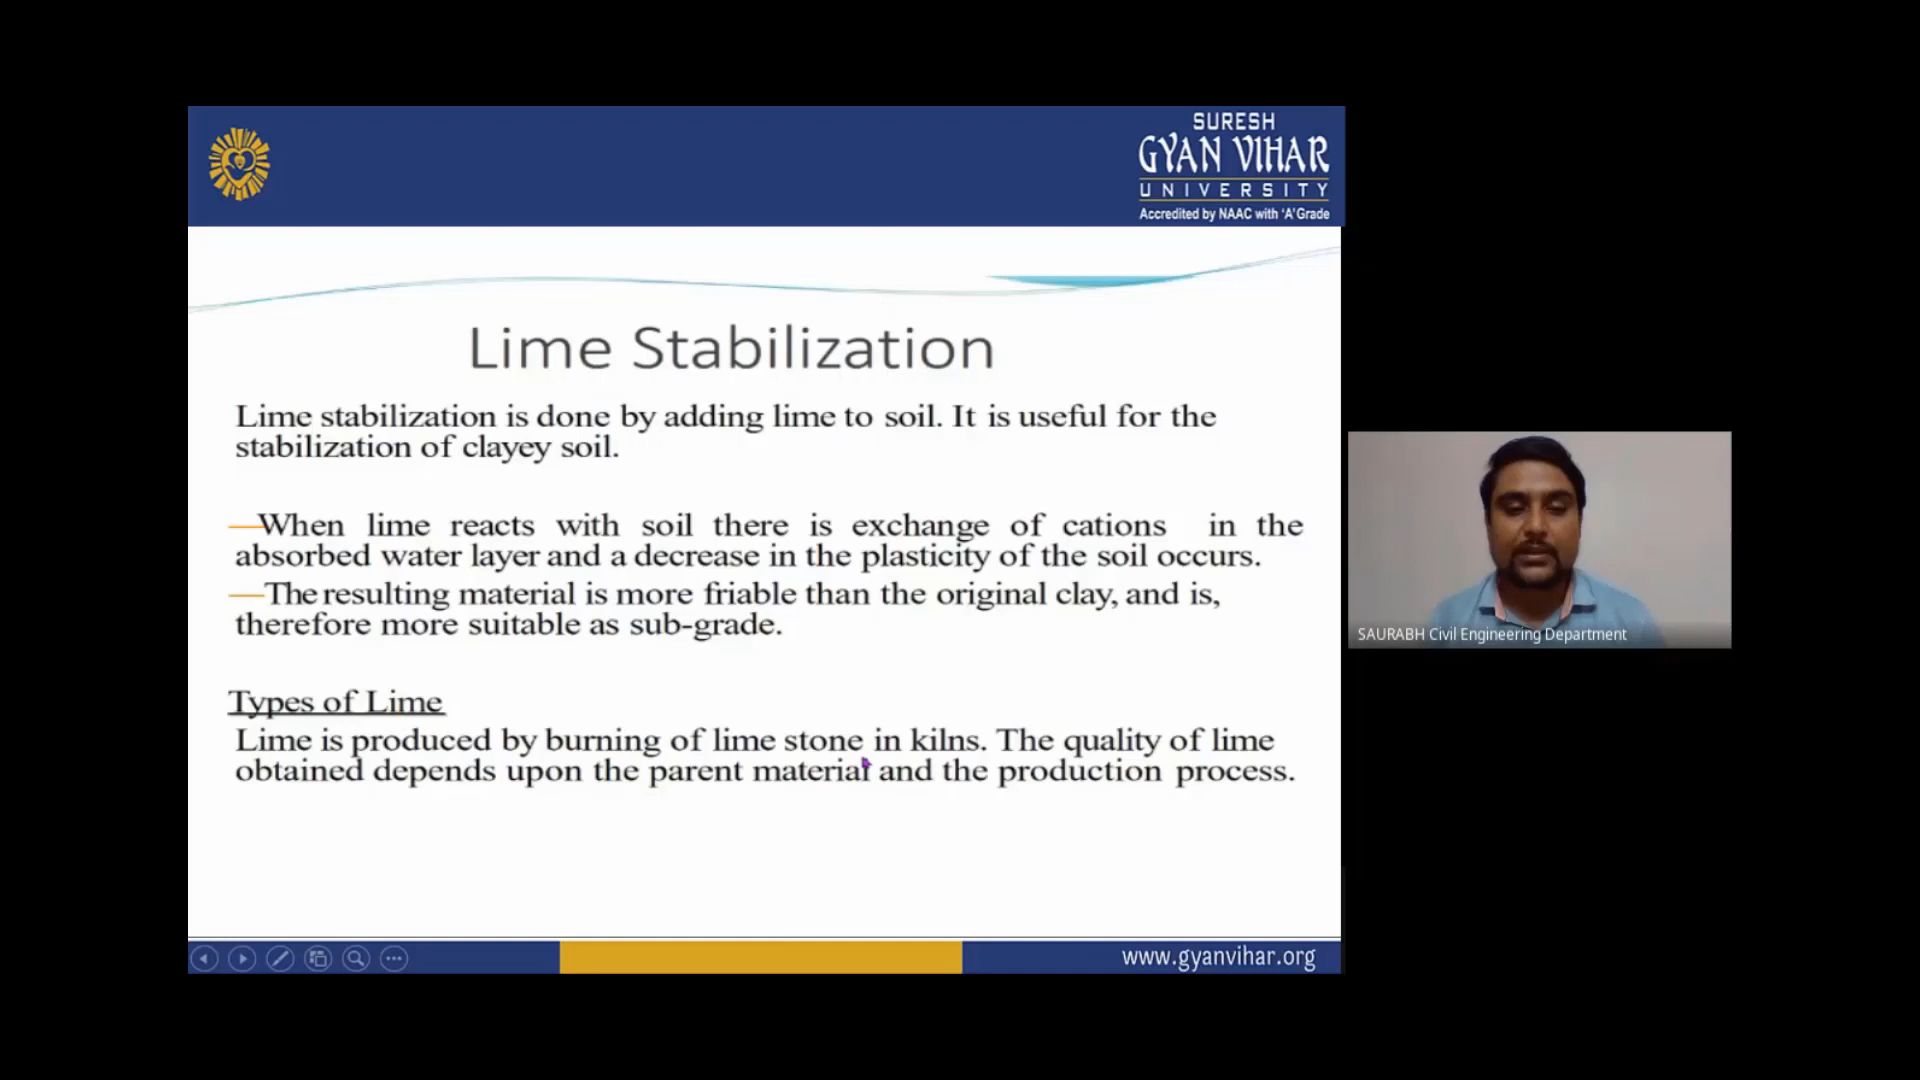 SURESH
GYAN VIHAR
UNIVERSITY
Accredited by NAAC with 'A' Grade
Lime Stabilization
Lime stabilization is done by adding lime to soil. It is useful for the
stabilization of clayey soil.
—When lime reacts with soil there is exchange of cations in the
absorbed water layer and a decrease in the plasticity of the soil occurs.
—The resulting material is more friable than the original clay, and is,
therefore more suitable as sub-grade.
Types of Lime
Lime is produced by burning of lime stone in kilns. The quality of lime
obtained depends upon the parent material and the production process.
SAURABH Civil Engineering Department
www.gyanvihar.org